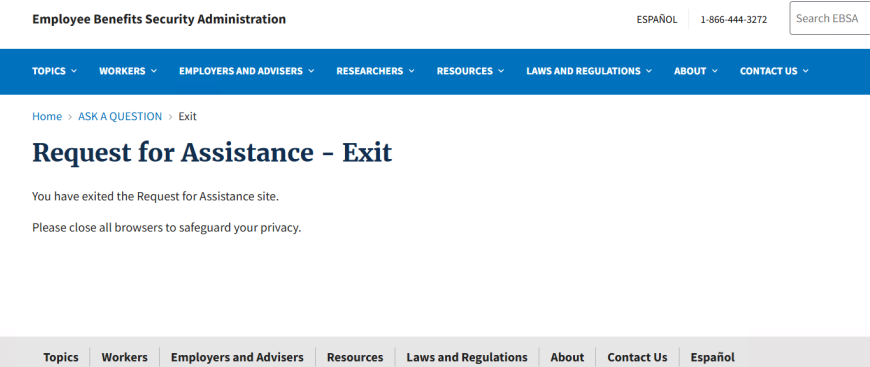 Employee Benefits Security Administration
ESPAÑOL 1-866-444-3272 Search EBSA
TOPICS WORKERS EMPLOYERS AND ADVISERS RESEARCHERS RESOURCES LAWS AND REGULATIONS ABOUT CONTACT US
Home > ASK A QUESTION > Exit
Request for Assistance - Exit
You have exited the Request for Assistance site.
Please close all browsers to safeguard your privacy.
Topics Workers Employers and Advisers Resources Laws and Regulations About Contact Us Español